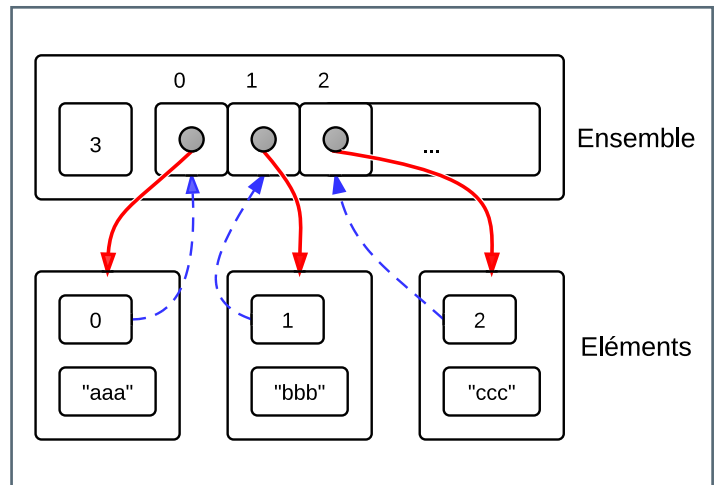 0 1 2
3 ... Ensemble
0 1 2 Eléments
"aaa" "bbb" "ccc"